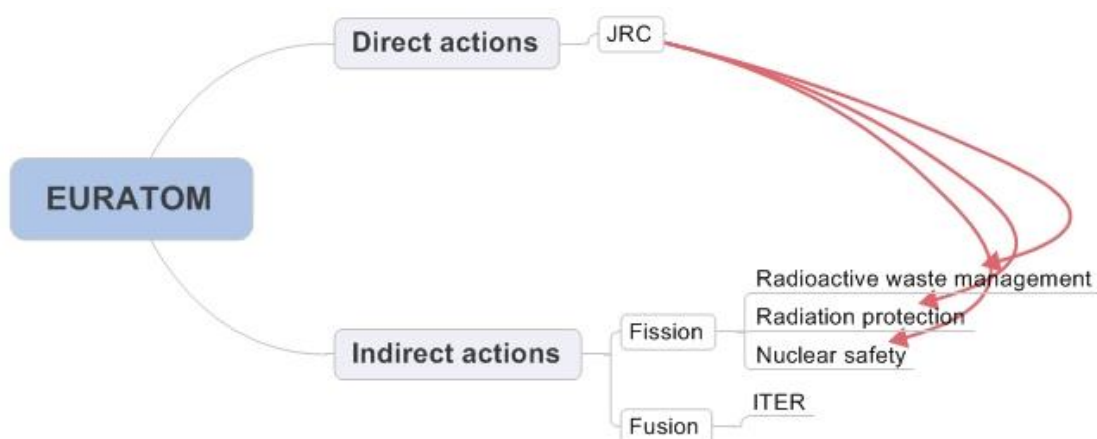 Direct actions
JRC
EURATOM
Radioactive waste management
Radiation protection
Nuclear safety
Fission
Indirect actions
ITER
Fusion